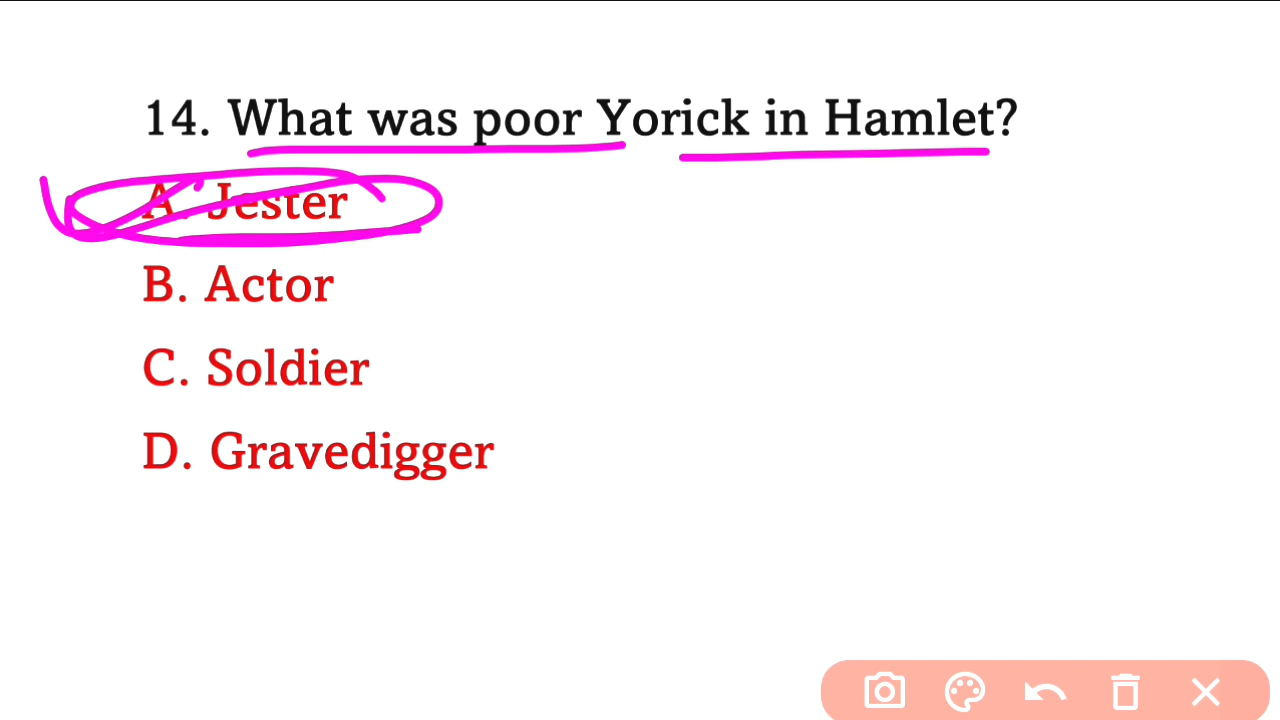 14. What was poor Yorick in Hamlet?
A. Jester
B. Actor
C. Soldier
D. Gravedigger